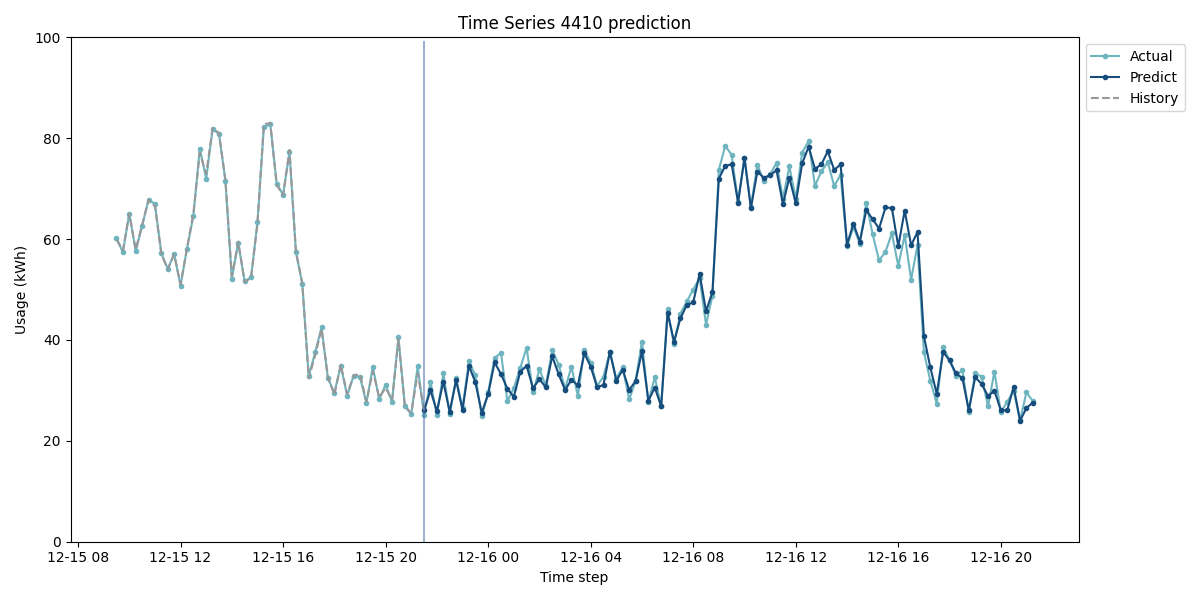 Time Series 4410 prediction
100
80
60
40
20
0
Usage (kWh)
12-15 08
12-15 12
12-15 16
12-15 20
12-16 00
12-16 04
12-16 08
12-16 12
12-16 16
12-16 20
Time step
Actual
Predict
History